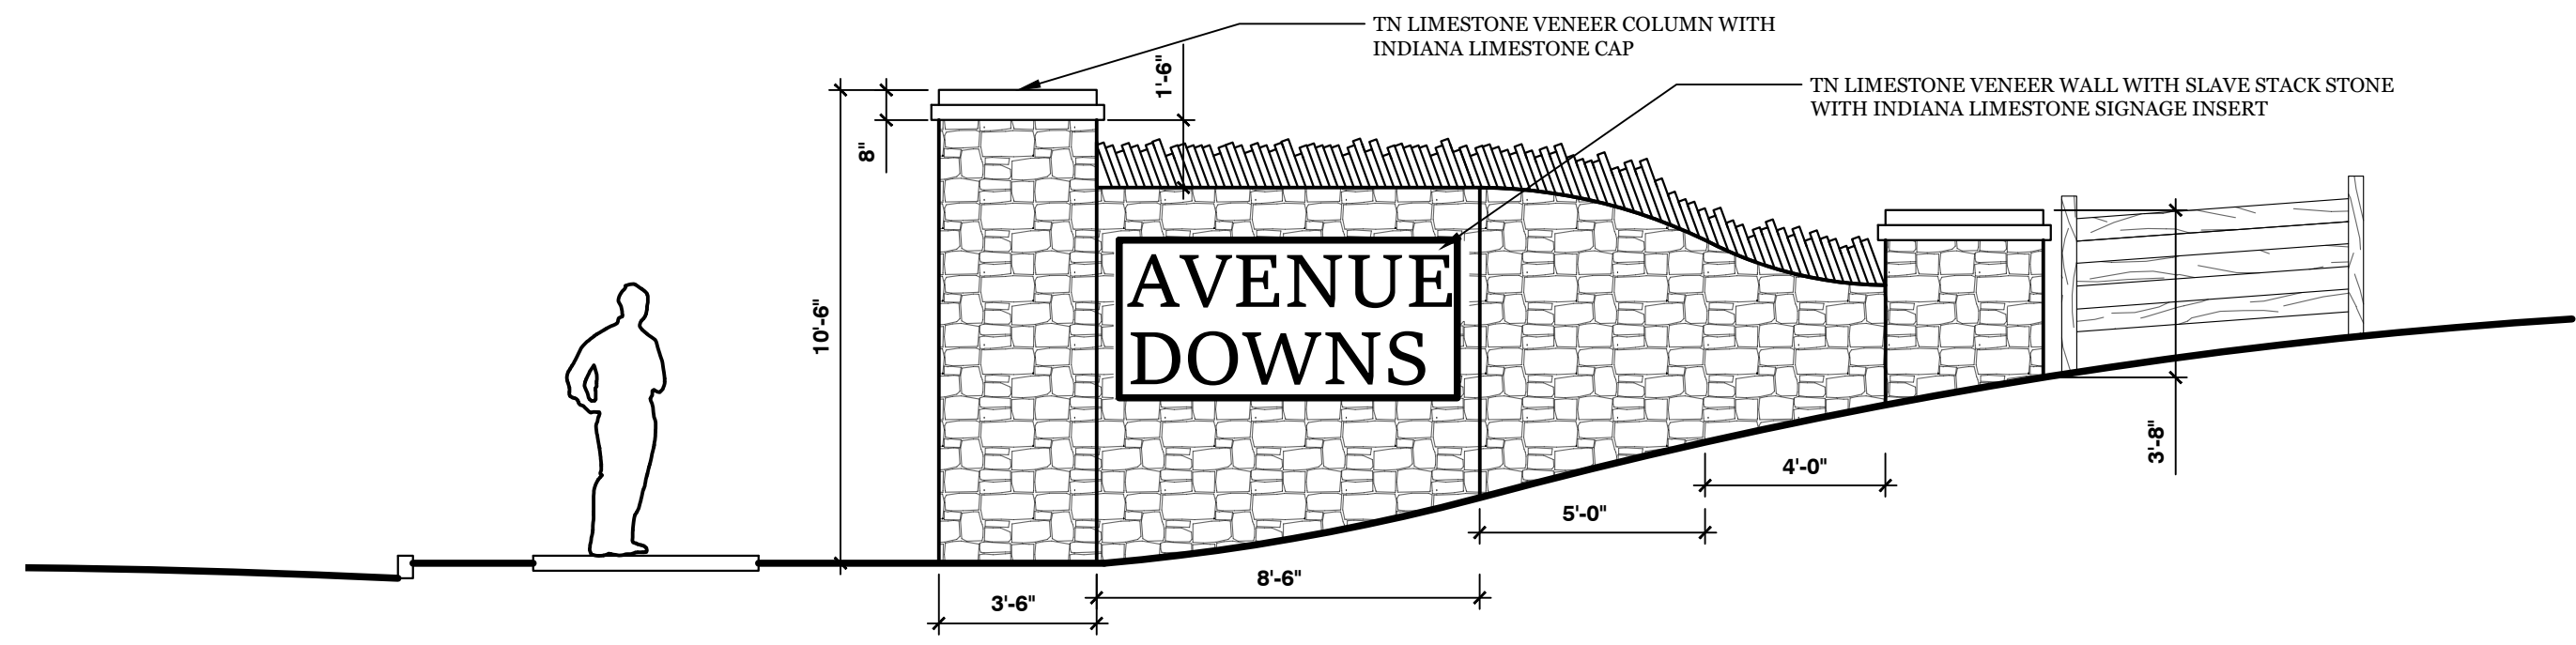 TN LIMESTONE VENEER COLUMN WITH
INDIANA LIMESTONE CAP
TN LIMESTONE VENEER WALL WITH SLAVE STACK STONE
WITH INDIANA LIMESTONE SIGNAGE INSERT
1'-6"
8"
10'-6"
AVENUE
DOWNS
3'-8"
4'-0"
5'-0"
8'-6"
3'-6"